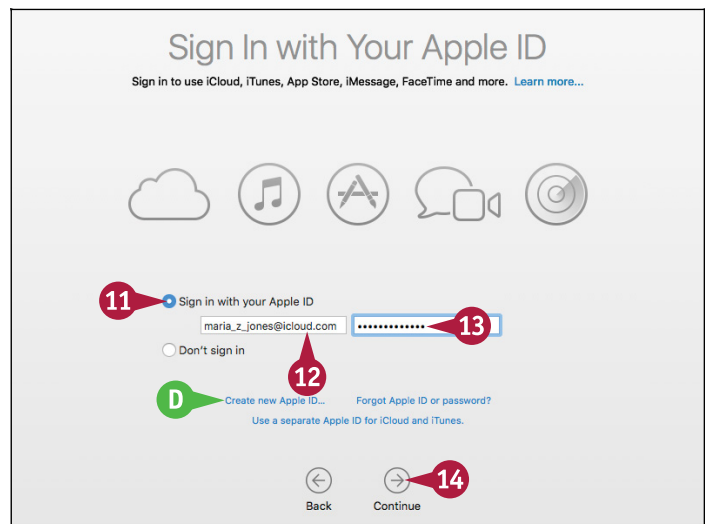 Sign In with Your Apple ID
Sign in to use iCloud, iTunes, App Store, iMessage, FaceTime and more. Learn more...
11 Sign in with your Apple ID
maria_z_jones@icloud.com ••••••••••••• 13
Don't sign in
12
D Create new Apple ID... Forgot Apple ID or password?
Use a separate Apple ID for iCloud and iTunes.
14
Back Continue